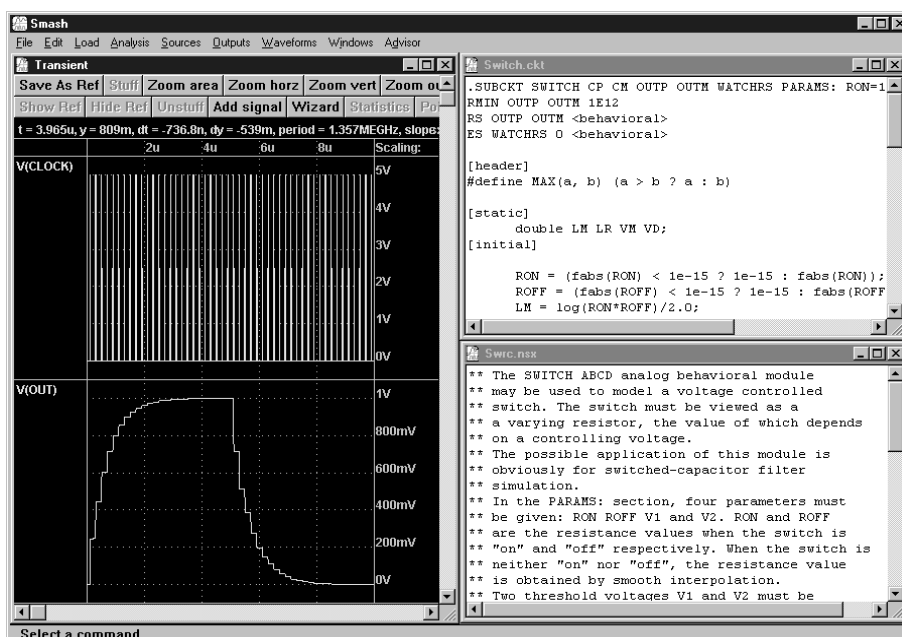 Smash
File Edit Load Analysis Sources Outputs Waveforms Windows Advisor
Transient
Save As Ref Stuff Zoom area Zoom horz Zoom vert Zoom ou
Show Ref Hide Ref Unstuff Add signal Wizard Statistics Po
t = 3.965u, y = 809m, dt = -736.8n, dy = -539m, period = 1.357MEGHz, slope:
2u 4u 6u 8u Scaling:
V(CLOCK)
5V
4V
3V
2V
1V
0V
V(OUT)
1V
800mV
600mV
400mV
200mV
0V
Switch.ckt
.SUBCKT SWITCH CP CM OUTP OUTM WATCHRS PARAMS: RON=1
RMIN OUTP OUTM 1E12
RS OUTP OUTM <behavioral>
ES WATCHRS 0 <behavioral>
[header]
#define MAX(a, b) (a > b ? a : b)
[static]
double LM LR VM VD;
[initial]
RON = (fabs(RON) < 1e-15 ? 1e-15 : fabs(RON));
ROFF = (fabs(ROFF) < 1e-15 ? 1e-15 : fabs(ROFF
LM = log(RON*ROFF)/2.0;
Swrc.nsx
** The SWITCH ABCD analog behavioral module
** may be used to model a voltage controlled
** switch. The switch must be viewed as a
** a varying resistor, the value of which depends
** on a controlling voltage.
** The possible application of this module is
** obviously for switched-capacitor filter
** simulation.
** In the PARAMS: section, four parameters must
** be given: RON ROFF V1 and V2. RON and ROFF
** are the resistance values when the switch is
** "on" and "off" respectively. When the switch is
** neither "on" nor "off", the resistance value
** is obtained by smooth interpolation.
** Two threshold voltages V1 and V2 must be
Select a command